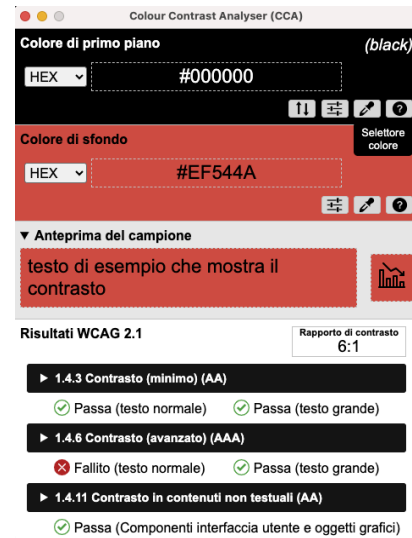 Colour Contrast Analyser (CCA)
Colore di primo piano (black)
HEX #000000
Selettore colore
Colore di sfondo
HEX #EF544A
▼ Anteprima del campione
testo di esempio che mostra il
contrasto
Risultati WCAG 2.1
Rapporto di contrasto
6:1
▶ 1.4.3 Contrasto (minimo) (AA)
Passa (testo normale) Passa (testo grande)
▶ 1.4.6 Contrasto (avanzato) (AAA)
Fallito (testo normale) Passa (testo grande)
▶ 1.4.11 Contrasto in contenuti non testuali (AA)
Passa (Componenti interfaccia utente e oggetti grafici)